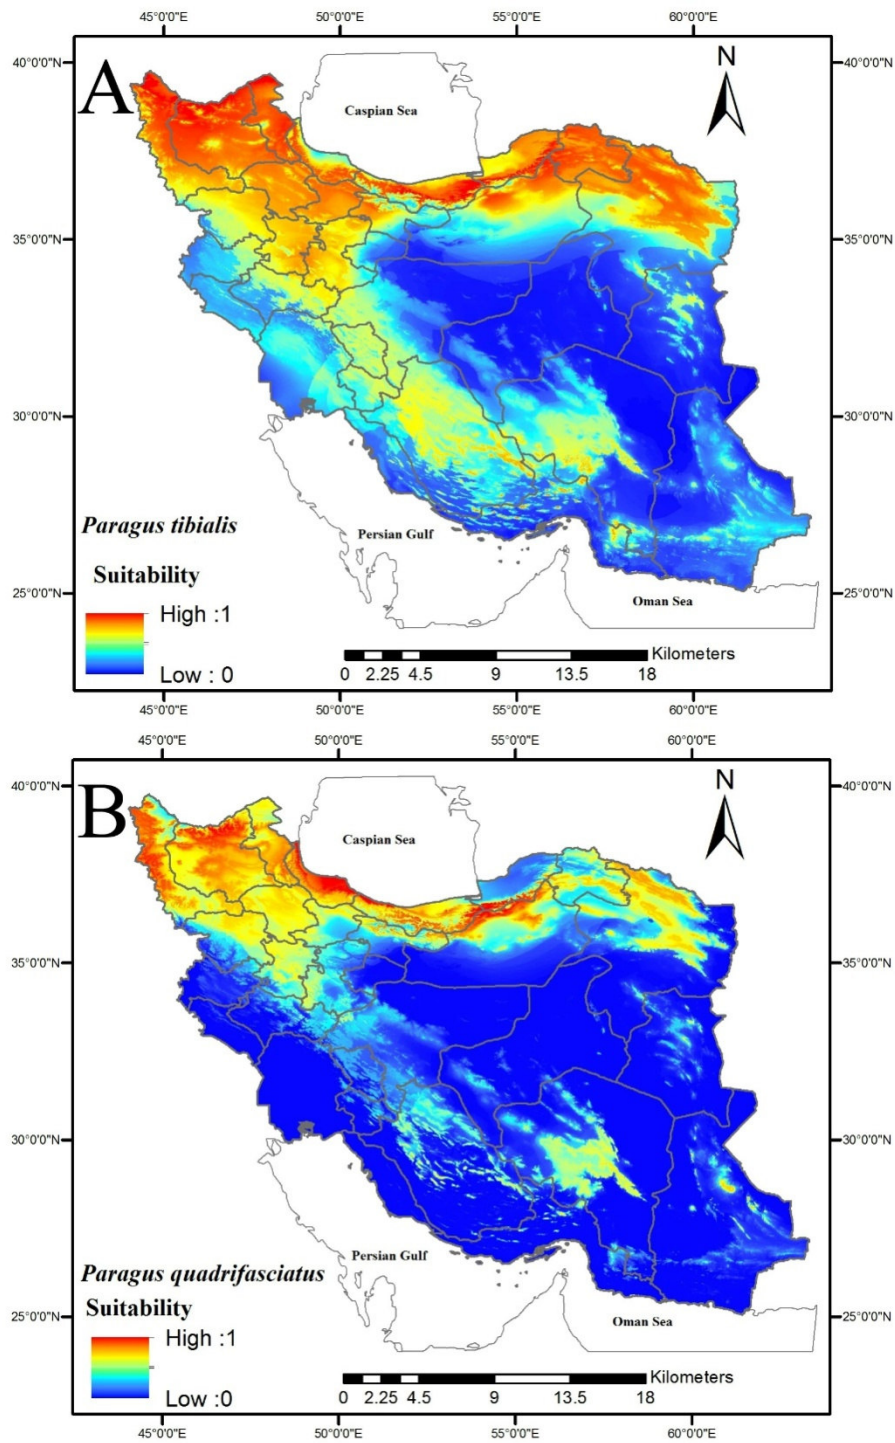 45°0'0"E 50°0'0"E 55°0'0"E 60°0'0"E
40°0'0"N 40°0'0"N
A
N
Caspian Sea
35°0'0"N 35°0'0"N
30°0'0"N 30°0'0"N
Paragus tibialis
Persian Gulf
Suitability
25°0'0"N 25°0'0"N
Oman Sea
High :1
Low : 0
Kilometers
0 2.25 4.5 9 13.5 18
45°0'0"E 50°0'0"E 55°0'0"E 60°0'0"E
45°0'0"E 50°0'0"E 55°0'0"E 60°0'0"E
40°0'0"N 40°0'0"N
B
N
Caspian Sea
35°0'0"N 35°0'0"N
30°0'0"N 30°0'0"N
Persian Gulf
Paragus quadrifasciatus
Suitability
25°0'0"N 25°0'0"N
Oman Sea
High :1
Low :0
Kilometers
0 2.25 4.5 9 13.5 18
45°0'0"E 50°0'0"E 55°0'0"E 60°0'0"E